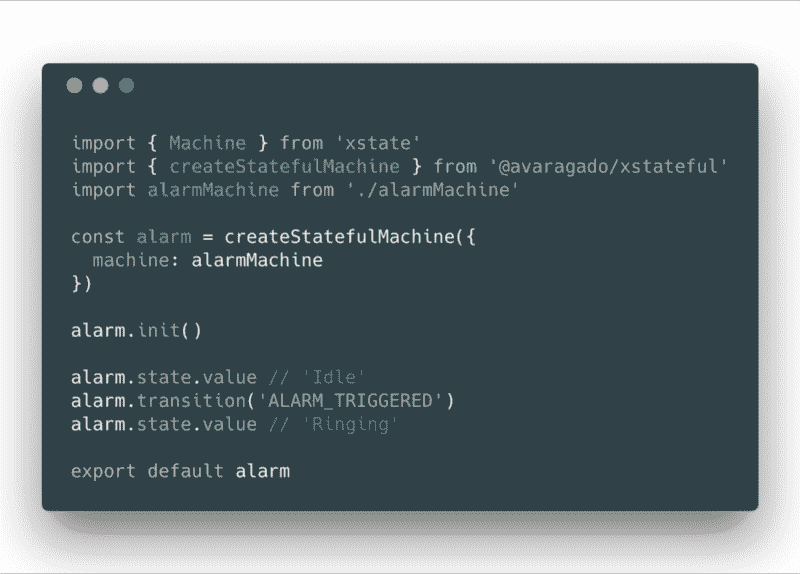 import { Machine } from 'xstate'
import { createStatefulMachine } from '@avaragado/xstateful'
import alarmMachine from './alarmMachine'
const alarm = createStatefulMachine({
machine: alarmMachine
})
alarm.init()
alarm.state.value // 'Idle'
alarm.transition('ALARM_TRIGGERED')
alarm.state.value // 'Ringing'
export default alarm